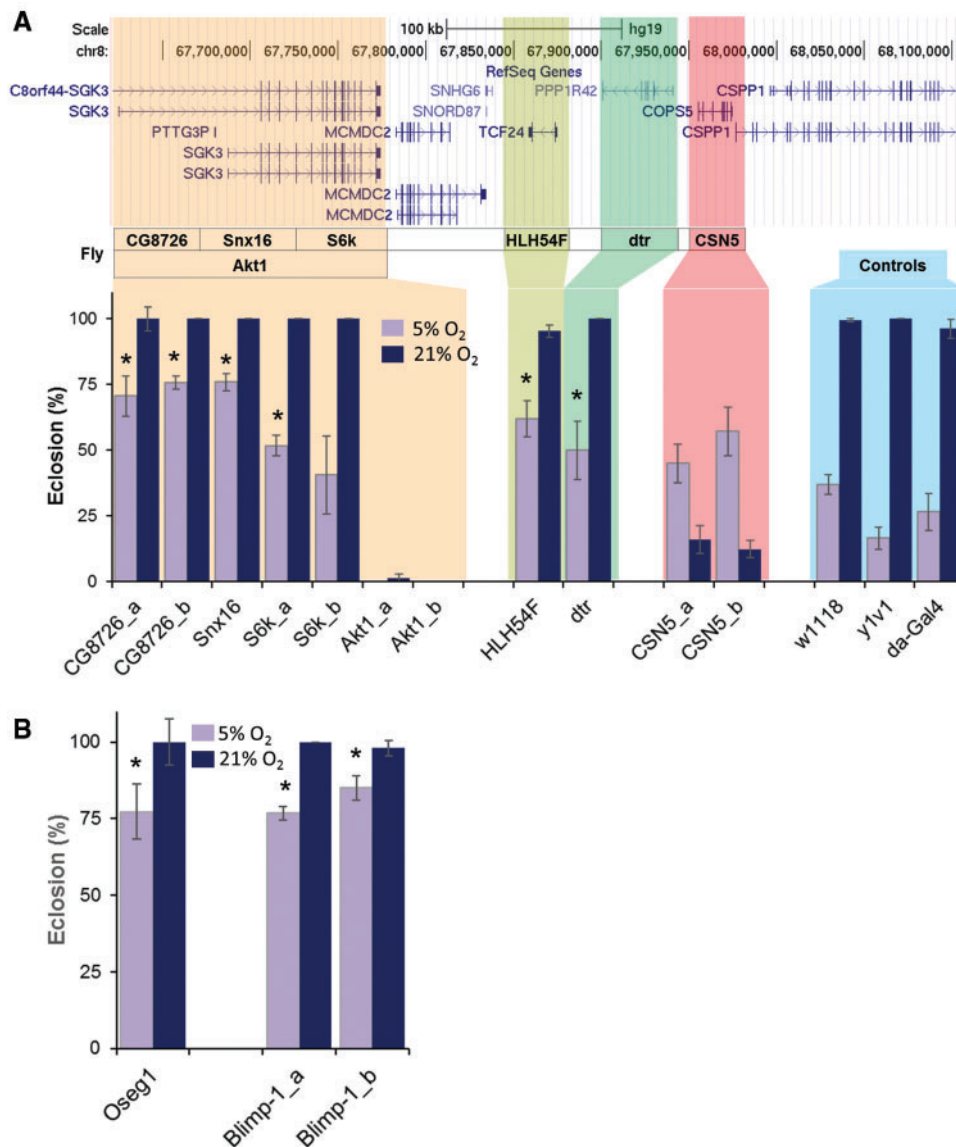 A
Scale 100 kb hg19
chr8: 67,700,000 67,750,000 67,800,000 67,850,000 67,900,000 67,950,000 68,000,000 68,050,000 68,100,000
RefSeq Genes
C8orf44-SGK3 SNHG6 PPP1R42 CSPP1
SGK3 SNORD87 COPS5
PTTG3P MCMDC2 TCF24 CSPP1
SGK3
SGK3
MCMDC2
MCMDC2
Fly CG8726 Snx16 S6k HLH54F dtr CSN5
Akt1 Controls
5% O2
21% O2
* * * * * *
Eclosion (%)
100
75
50
25
0
CG8726_a CG8726_b Snx16 S6k_a S6k_b Akt1_a Akt1_b HLH54F dtr CSN5_a CSN5_b w1118 y1v1 da-Gal4
B
5% O2
21% O2
* * *
Eclosion (%)
100
75
50
25
0
Oseg1 Blimp-1_a Blimp-1_b